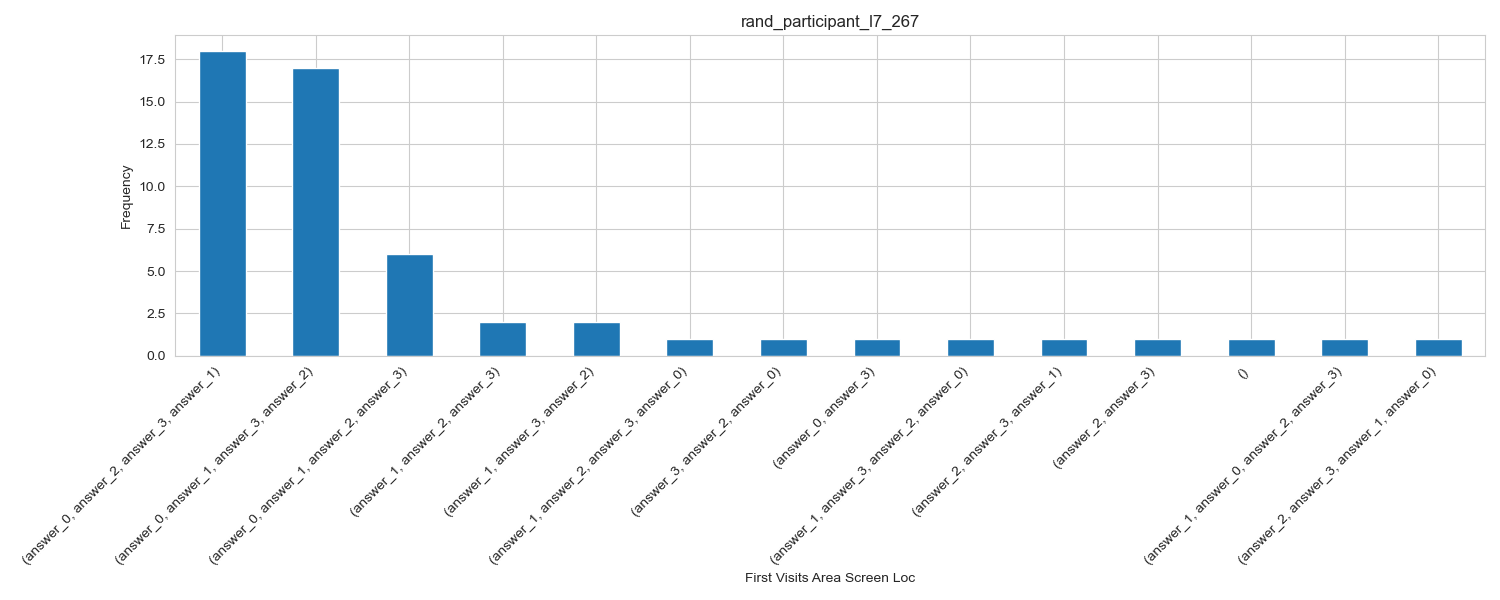 rand_participant_l7_267
17.5
15.0
12.5
10.0
7.5
5.0
2.5
0.0
Frequency
(answer_0, answer_2, answer_3, answer_1)
(answer_0, answer_1, answer_3, answer_2)
(answer_0, answer_1, answer_2, answer_3)
(answer_1, answer_2, answer_3)
(answer_1, answer_3, answer_2)
(answer_1, answer_2, answer_3, answer_0)
(answer_3, answer_2, answer_0)
(answer_0, answer_3)
(answer_1, answer_3, answer_2, answer_0)
(answer_2, answer_3, answer_1)
(answer_2, answer_3)
()
(answer_1, answer_0, answer_2, answer_3)
(answer_2, answer_3, answer_1, answer_0)
First Visits Area Screen Loc